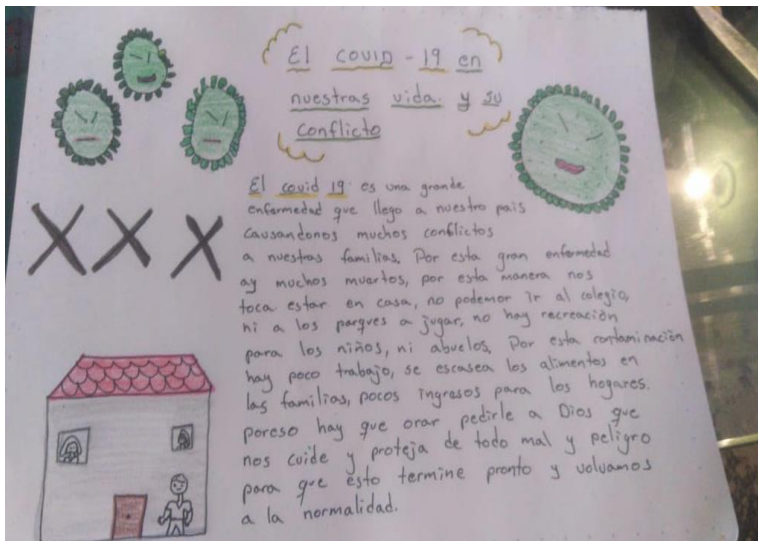 El COVID-19 en
nuestras vida. y su
Conflicto
El covid 19 es una grande
enfermedad que llego a nuestro pais
Causandonos muchos conflictos
a nuestras familias. Por esta gran enfermedad
ay muchos muertos, por esta manera nos
toca estar en casa, no podemor ir al colegio,
ni a los parques a jugar, no hay recreación
para los niños, ni abuelos. Por esta contaminación
hay poco trabajo, se escasea los alimentos en
las familias, pocos ingresos para los hogares.
poreso hay que orar pedirle a Dios que
nos cuide y proteja de todo mal y peligro
para que esto termine pronto y volvamos
a la normalidad.